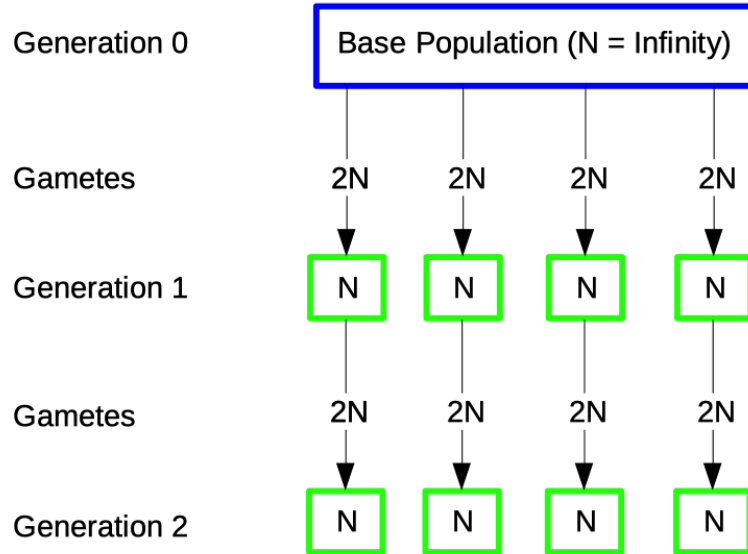 Generation 0 Base Population (N = Infinity)
Gametes 2N 2N 2N 2N
Generation 1 N N N N
Gametes 2N 2N 2N 2N
Generation 2 N N N N